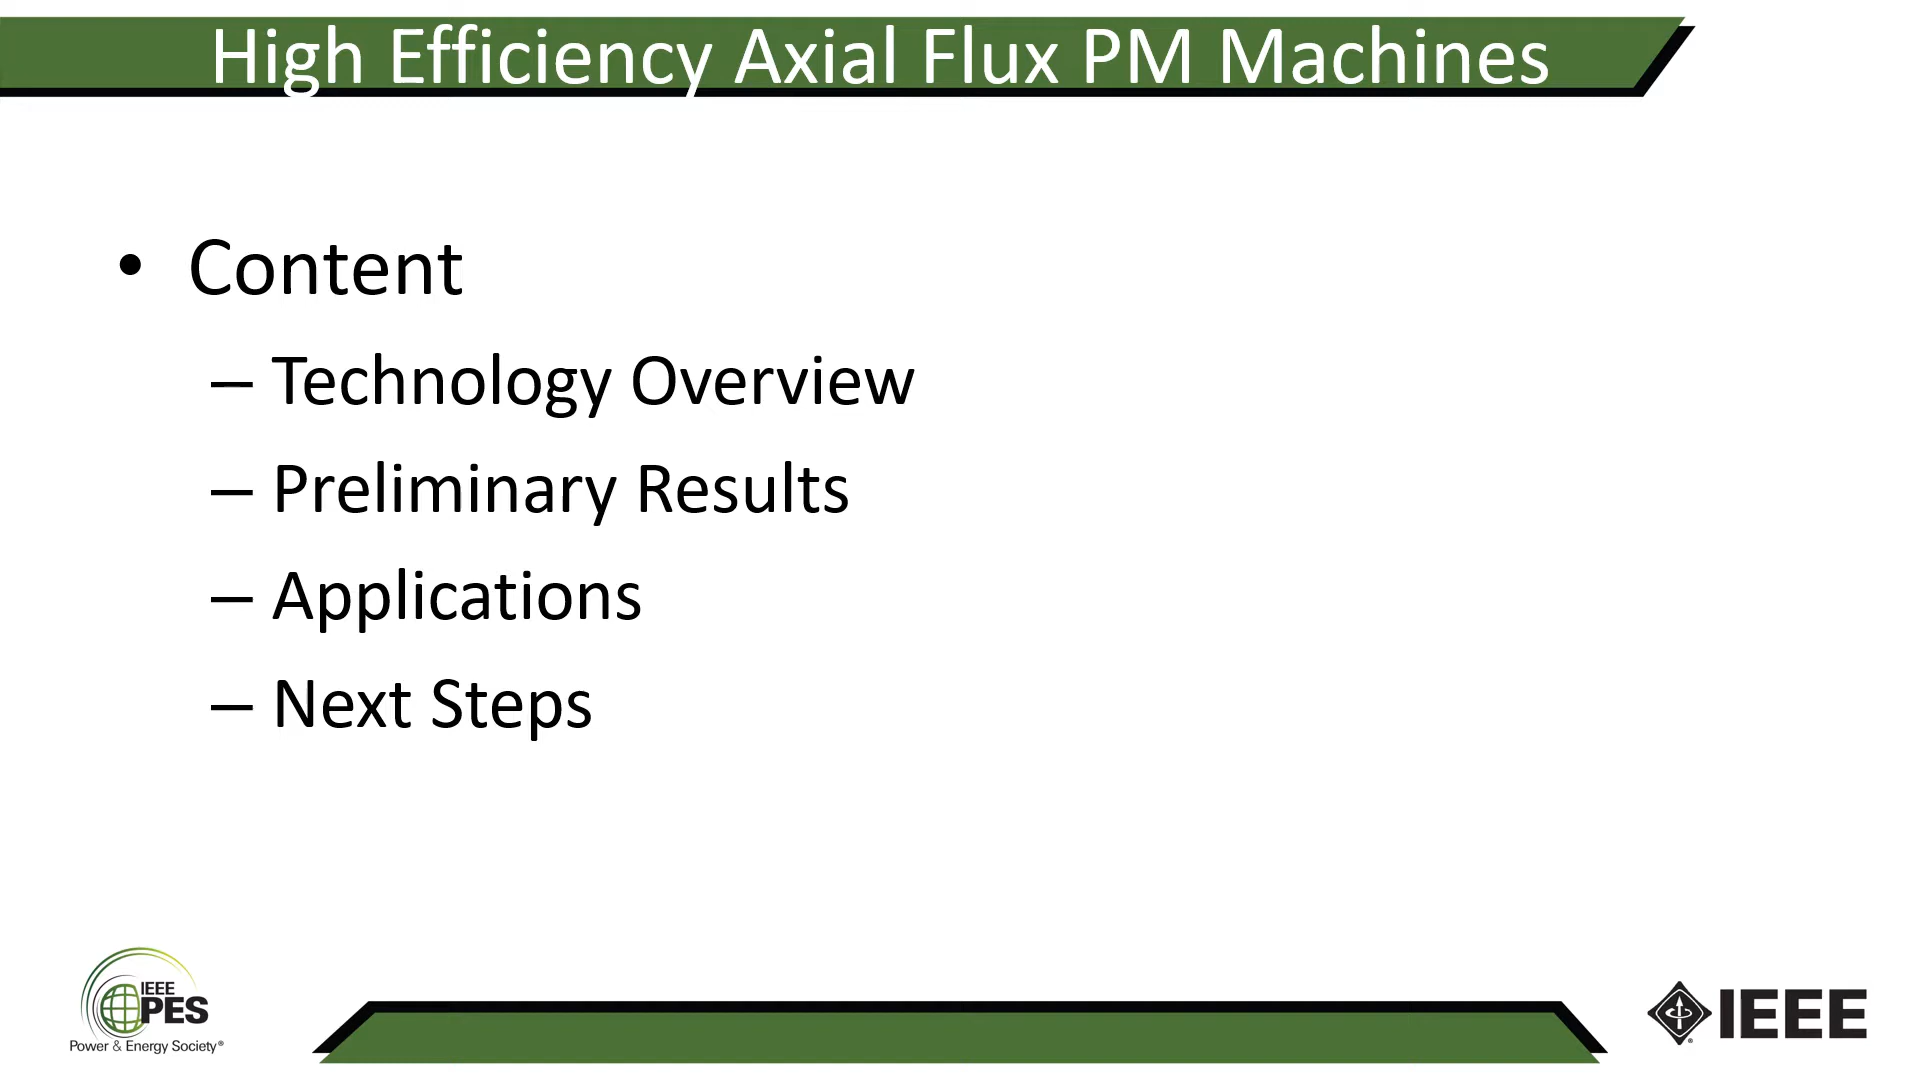 High Efficiency Axial Flux PM Machines
• Content
– Technology Overview
– Preliminary Results
– Applications
– Next Steps
IEEE
PES
Power & Energy Society®
IEEE